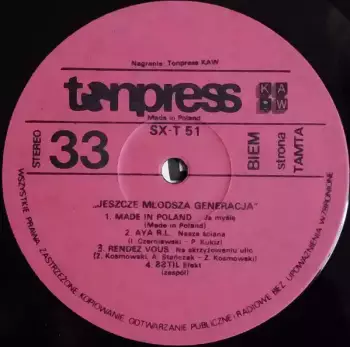 Nagranie: Tonpress KAW
tonpress
KAW
Made in Poland
SX-T 51
STEREO
33
BIEM
strona
TAMTA
„JESZCZE MŁODSZA GENERACJA"
1. MADE IN POLAND Ja myślę
(Made in Poland)
2. AYA R.L. Nasza ściana
(I. Czerniawski - P. Kukiz)
3. RENDEZ VOUS Na skrzyżowaniu ulic
(Z. Kosmowski, A. Stańczak - Z. Kosmowski)
4. SSTIL Efekt
(zespół)
WSZYSTKIE PRAWA ZASTRZEŻONE KOPIOWANIE, ODTWARZANIE PUBLICZNE I RADIOWE BEZ UPOWAŻNIENIA WZBRONIONE